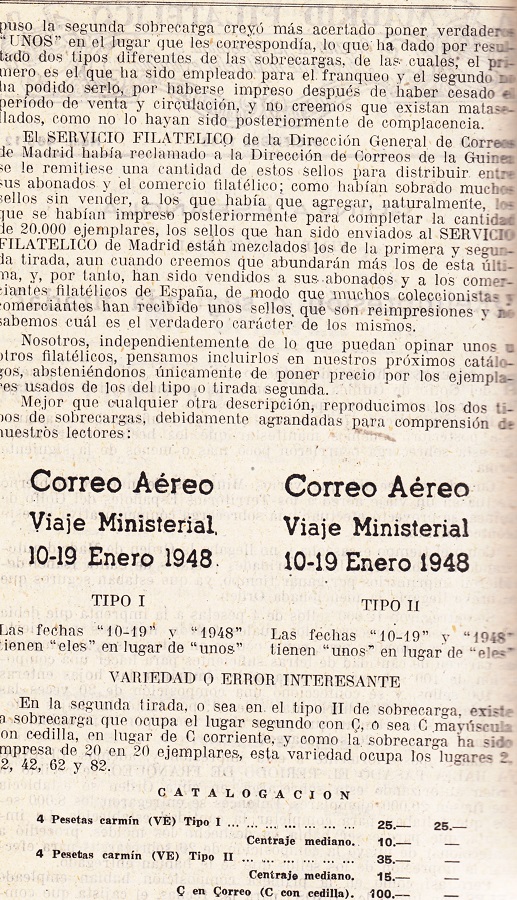 puso la segunda sobrecarga creyó más acertado poner verdaderos
"UNOS" en el lugar que les correspondía, lo que ha dado por resul-
tado dos tipos diferentes de las sobrecargas, de las cuales, el pri-
mero es el que ha sido empleado para el franqueo y el segundo no
ha podido serlo, por haberse impreso después de haber cesado el
período de venta y circulación, y no creemos que existan matase-
llados, como no lo hayan sido posteriormente de complacencia.
El SERVICIO FILATELICO de la Dirección General de Correos
de Madrid había reclamado a la Dirección de Correos de la Guinea
se le remitiese una cantidad de estos sellos para distribuir entre
sus abonados y el comercio filatélico; como habían sobrado muchos
sellos sin vender, a los que había que agregar, naturalmente, los
que se habían impreso posteriormente para completar la cantidad
de 20.000 ejemplares, los sellos que han sido enviados al SERVICIO
FILATELICO de Madrid están mezclados los de la primera y segun-
da tirada, aun cuando creemos que abundarán más los de esta últi-
ma, y, por tanto, han sido vendidos a sus abonados y a los comer-
ciantes filatélicos de España, de modo que muchos coleccionistas y
comerciantes han recibido unos sellos que son reimpresiones y no
sabemos cuál es el verdadero carácter de los mismos.
Nosotros, independientemente de lo que puedan opinar unos u
otros filatélicos, pensamos incluirlos en nuestros próximos catálo-
gos, absteniéndonos únicamente de poner precio por los ejempla-
res usados de los del tipo o tirada segunda.
Mejor que cualquier otra descripción, reproducimos los dos ti-
pos de sobrecargas, debidamente agrandadas para comprensión de
nuestros lectores:
Correo Aéreo
Viaje Ministerial,
10-19 Enero 1948
TIPO I
Las fechas "10-19" y "1948"
tienen "eles" en lugar de "unos"
Correo Aéreo
Viaje Ministerial
10-19 Enero 1948
TIPO II
Las fechas "10-19" y "1948"
tienen "unos" en lugar de "eles"
VARIEDAD O ERROR INTERESANTE
En la segunda tirada, o sea en el tipo II de sobrecarga, existe
a sobrecarga que ocupa el lugar segundo con Ç, o sea C mayúscula
con cedilla, en lugar de C corriente, y como la sobrecarga ha sido
impresa de 20 en 20 ejemplares, esta variedad ocupa los lugares 2,
2, 42, 62 y 82.
CATALOGACION
4 Pesetas carmín (VE) Tipo I ... ... ... ... ... ... 25.— 25.—
Centraje mediano. 10.— —
4 Pesetas carmín (VE) Tipo II ... ... ... ... ... ... 35.— —
Centraje mediano. 15.— —
Ç en Çorreo (C con cedilla). 100.— —